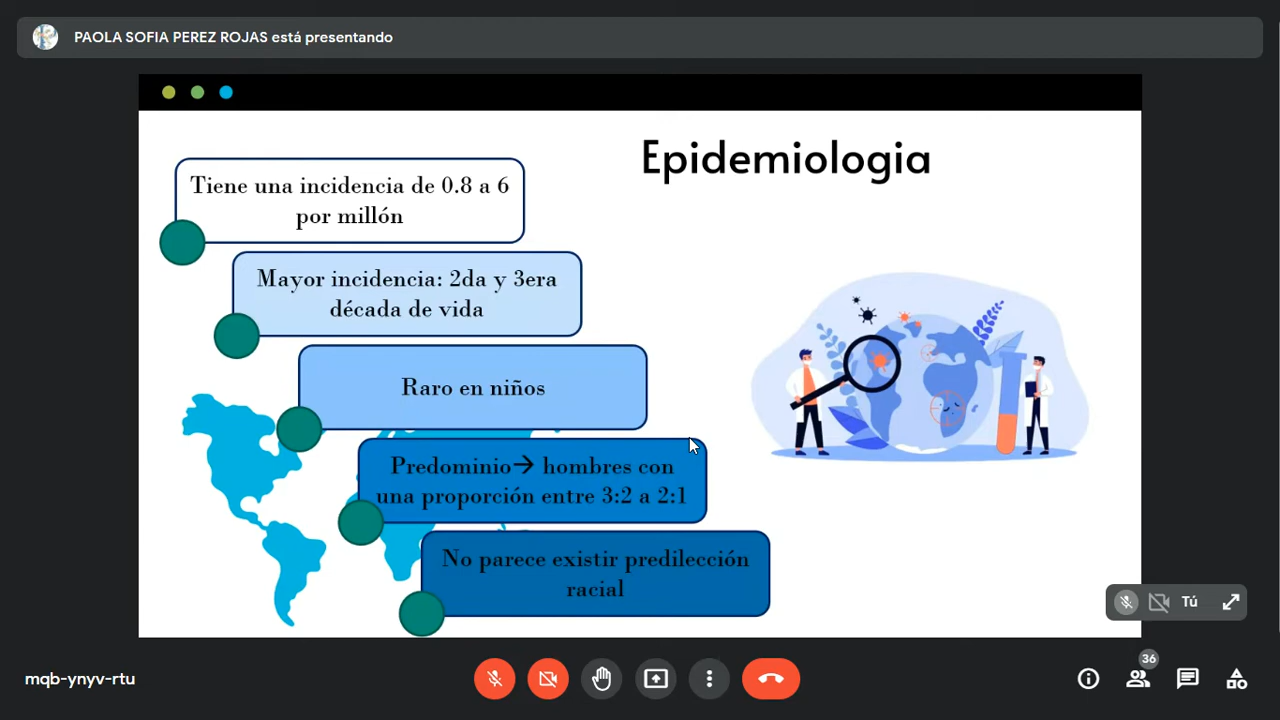 PAOLA SOFIA PEREZ ROJAS está presentando
Epidemiologia
Tiene una incidencia de 0.8 a 6
por millón
Mayor incidencia: 2da y 3era
década de vida
Raro en niños
Predominio→ hombres con
una proporción entre 3:2 a 2:1
No parece existir predilección
racial
Tú
mqb-ynyv-rtu
36